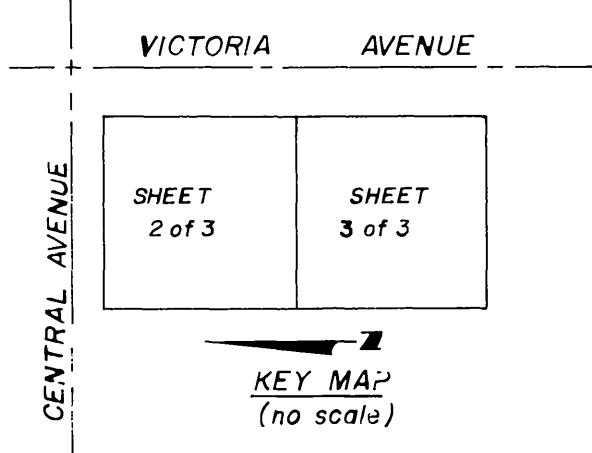 VICTORIA AVENUE
CENTRAL AVENUE
SHEET
2 of 3
SHEET
3 of 3
N
KEY MAP
(no scale)